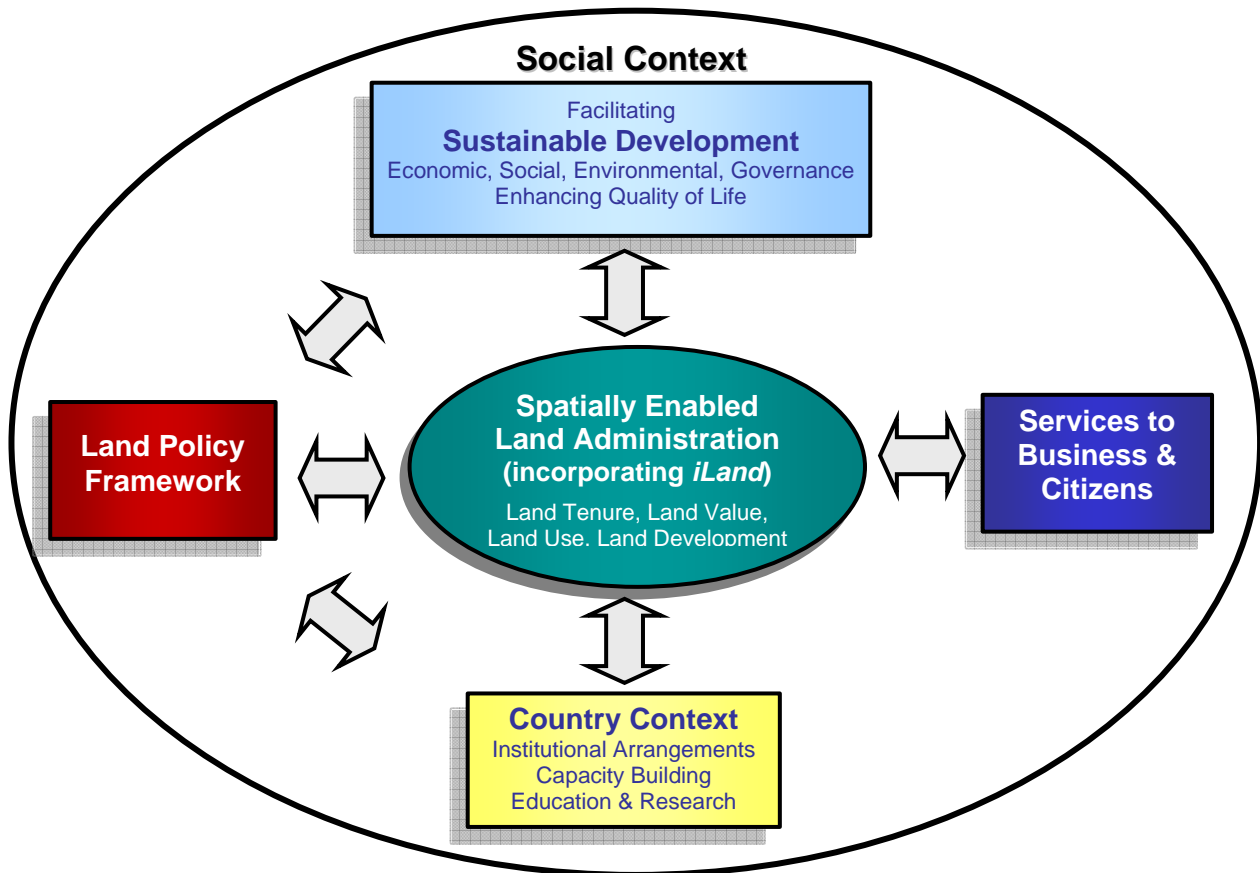 Social Context
Facilitating
Sustainable Development
Economic, Social, Environmental, Governance
Enhancing Quality of Life
Land Policy
Framework
Spatially Enabled
Land Administration
(incorporating iLand)
Land Tenure, Land Value,
Land Use. Land Development
Services to
Business &
Citizens
Country Context
Institutional Arrangements
Capacity Building
Education & Research